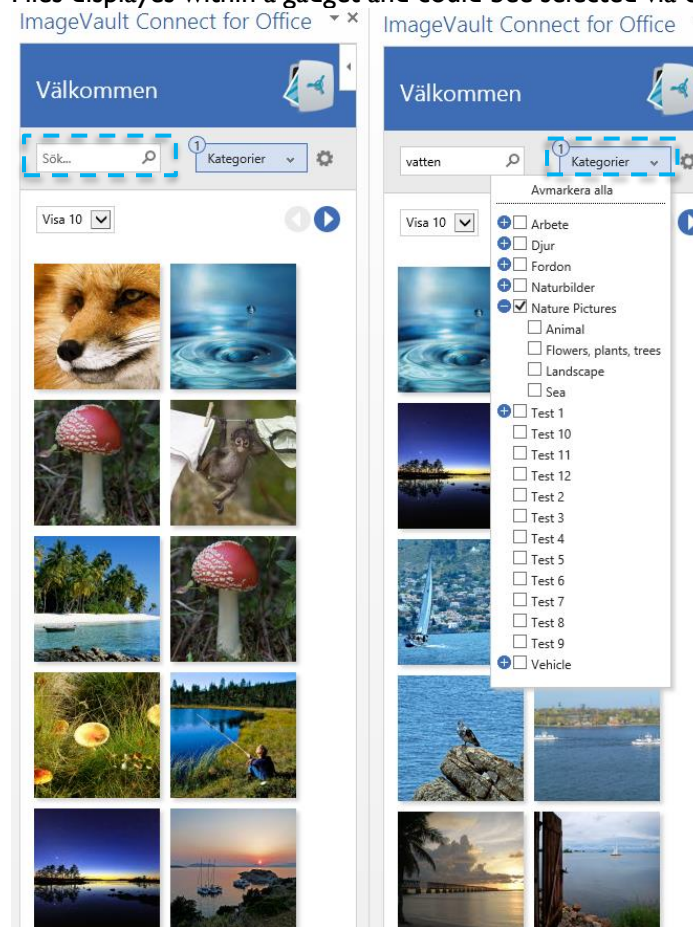 ImageVault Connect for Office
Välkommen
Sök...
1
Kategorier
Visa 10
ImageVault Connect for Office
Välkommen
vatten
1
Kategorier
Visa 10
Avmarkera alla
Arbete
Djur
Fordon
Naturbilder
Nature Pictures
Animal
Flowers, plants, trees
Landscape
Sea
Test 1
Test 10
Test 11
Test 12
Test 2
Test 3
Test 4
Test 5
Test 6
Test 7
Test 8
Test 9
Vehicle